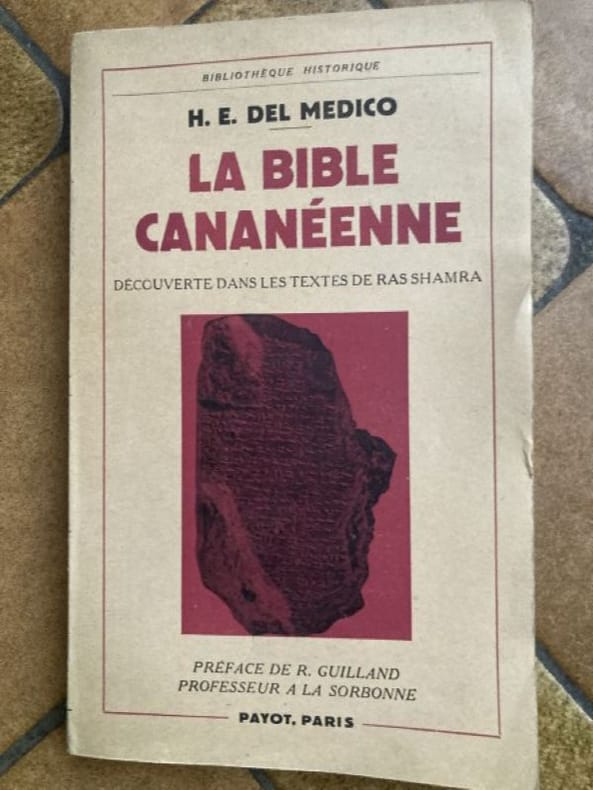 BIBLIOTHÈQUE HISTORIQUE
H. E. DEL MEDICO
LA BIBLE
CANANÉENNE
DÉCOUVERTE DANS LES TEXTES DE RAS SHAMRA
PRÉFACE DE R. GUILLAND
PROFESSEUR A LA SORBONNE
PAYOT, PARIS